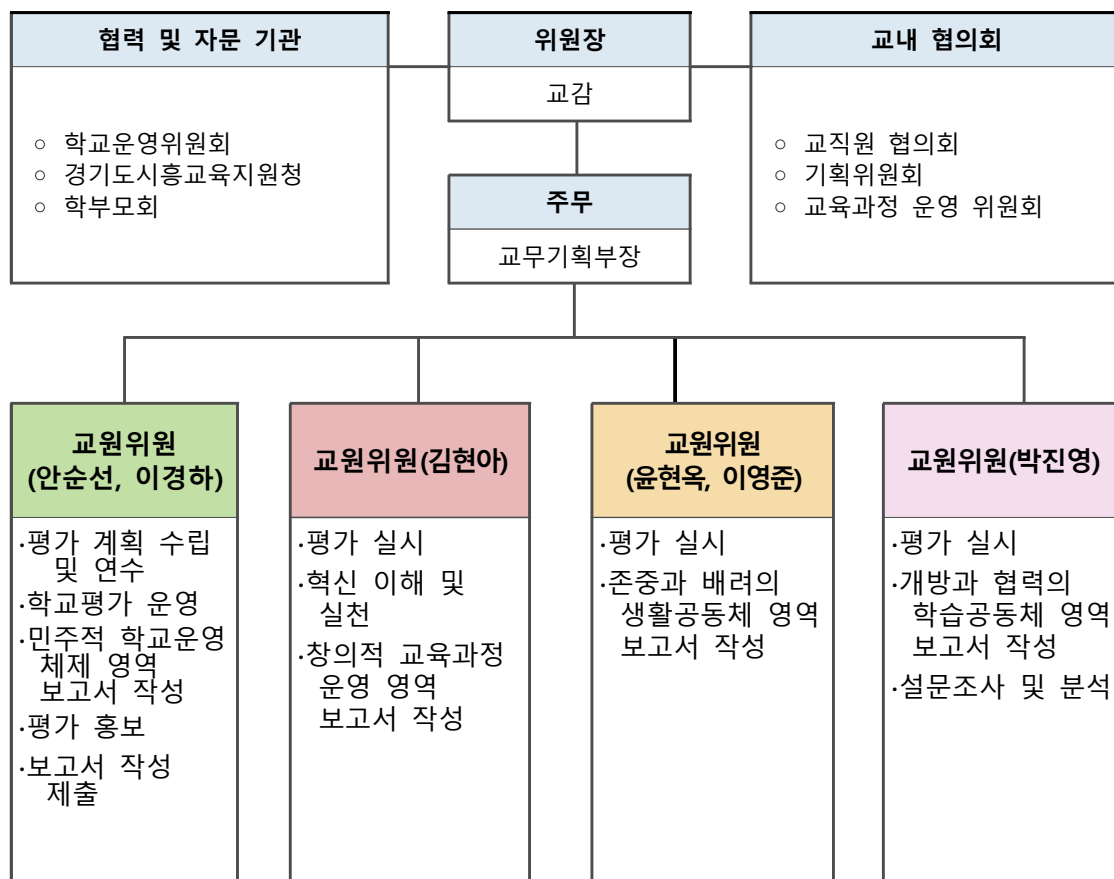 협력 및 자문 기관
○ 학교운영위원회
○ 경기도시흥교육지원청
○ 학부모회
위원장
교감
주무
교무기획부장
교내 협의회
○ 교직원 협의회
○ 기획위원회
○ 교육과정 운영 위원회
교원위원
(안순선, 이경하)
·평가 계획 수립
및 연수
·학교평가 운영
·민주적 학교운영
체제 영역
보고서 작성
·평가 홍보
·보고서 작성
제출
교원위원(김현아)
·평가 실시
·혁신 이해 및
실천
·창의적 교육과정
운영 영역
보고서 작성
교원위원
(윤현옥, 이영준)
·평가 실시
·존중과 배려의
생활공동체 영역
보고서 작성
교원위원(박진영)
·평가 실시
·개방과 협력의
학습공동체 영역
보고서 작성
·설문조사 및 분석